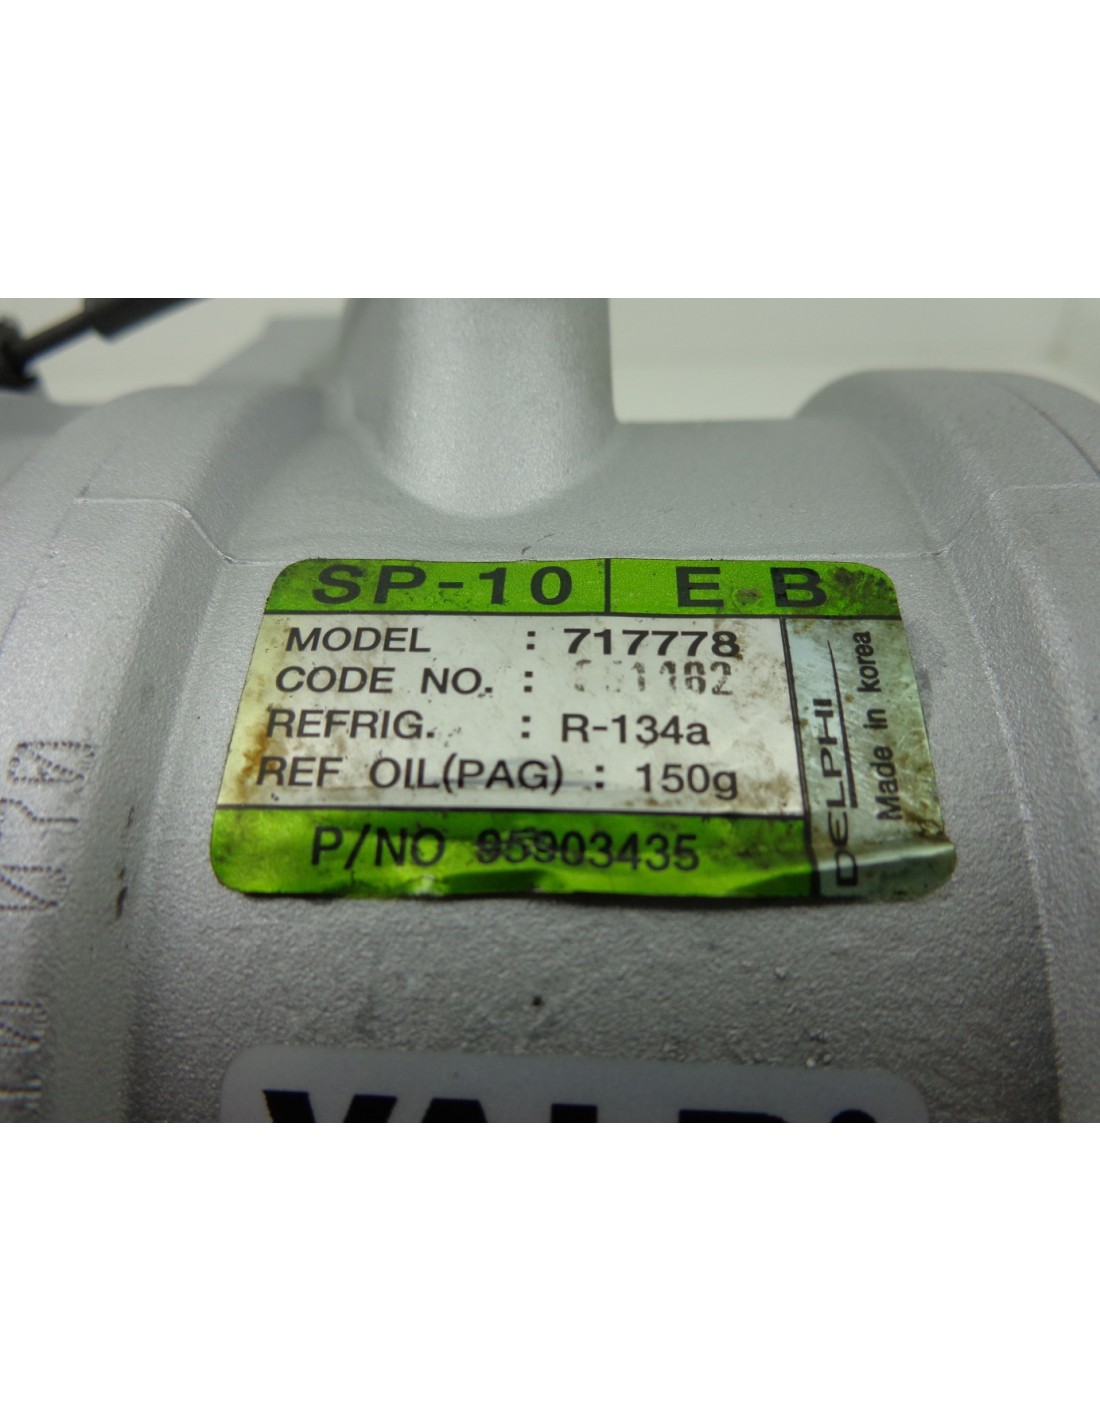 SP-10 E.B
MODEL : 717778
CODE NO. :
REFRIG. : R-134a
REF OIL(PAG) : 150g
P/NO 95903435
DELPHI
Made in korea